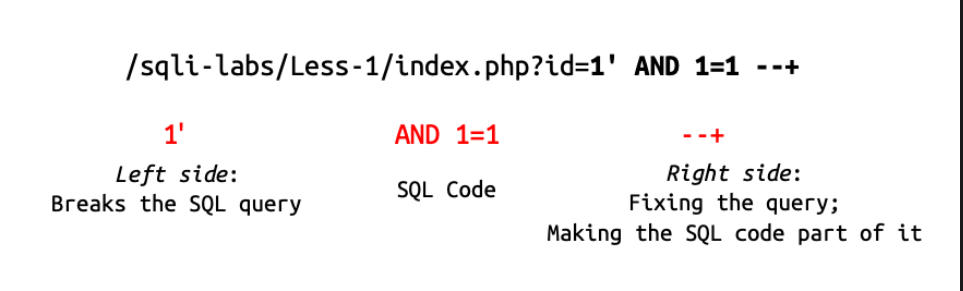 /sqli-labs/Less-1/index.php?id=1' AND 1=1 --+
1' AND 1=1 --+
Left side:
Breaks the SQL query
SQL Code
Right side:
Fixing the query;
Making the SQL code part of it